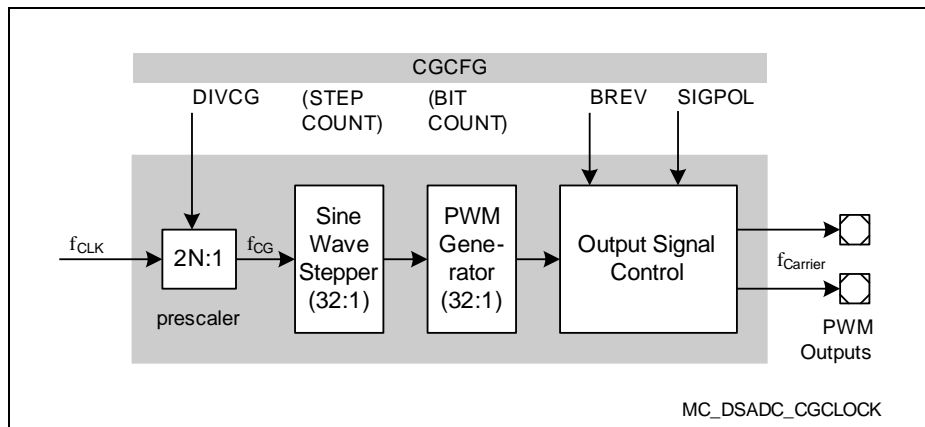 CGCFG
DIVCG
(STEP
COUNT)
(BIT
COUNT)
BREV
SIGPOL
fCLK
2N:1
prescaler
fCG
Sine
Wave
Stepper
(32:1)
PWM
Gene-
rator
(32:1)
Output Signal
Control
fCarrier
PWM
Outputs
MC_DSADC_CGCLOCK